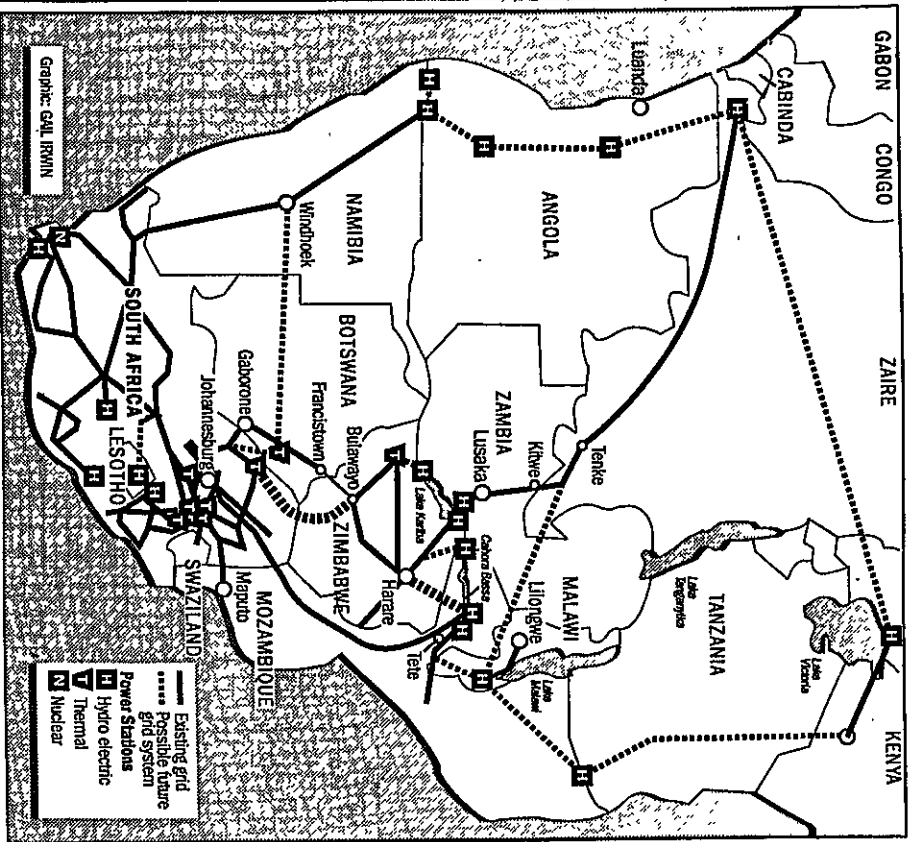 GABON
CONGO
ZAIRE
KENYA
CABINDA
Lake Victoria
Luanda
TANZANIA
Lake Tanganyika
ANGOLA
Tenke
Kitwe
ZAMBIA
Lusaka
MALAWI
Lilongwe
Lake Malawi
Cahora Bassa
Lake Kariba
Tete
Harare
NAMIBIA
Windhoek
BOTSWANA
ZIMBABWE
Bulawayo
Francistown
Gaborone
Johannesburg
MOZAMBIQUE
Maputo
SWAZILAND
SOUTH AFRICA
LESOTHO
Existing grid
Possible future
grid system
Power Stations
H Hydro electric
T Thermal
N Nuclear
Graphic: GAIL IRWIN